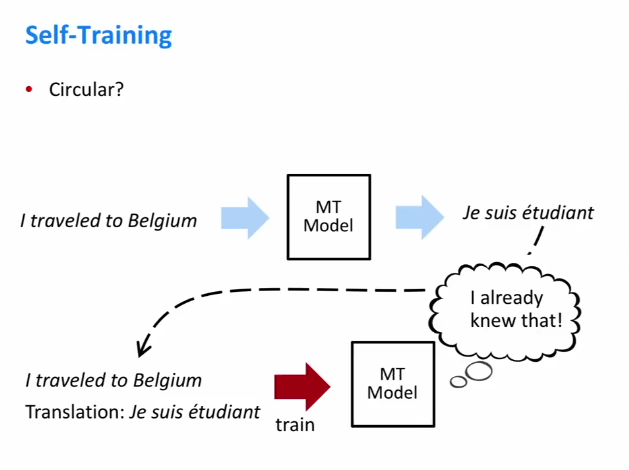 Self-Training
• Circular?
I traveled to Belgium
MT
Model
Je suis étudiant
I already
knew that!
I traveled to Belgium
Translation: Je suis étudiant
train
MT
Model